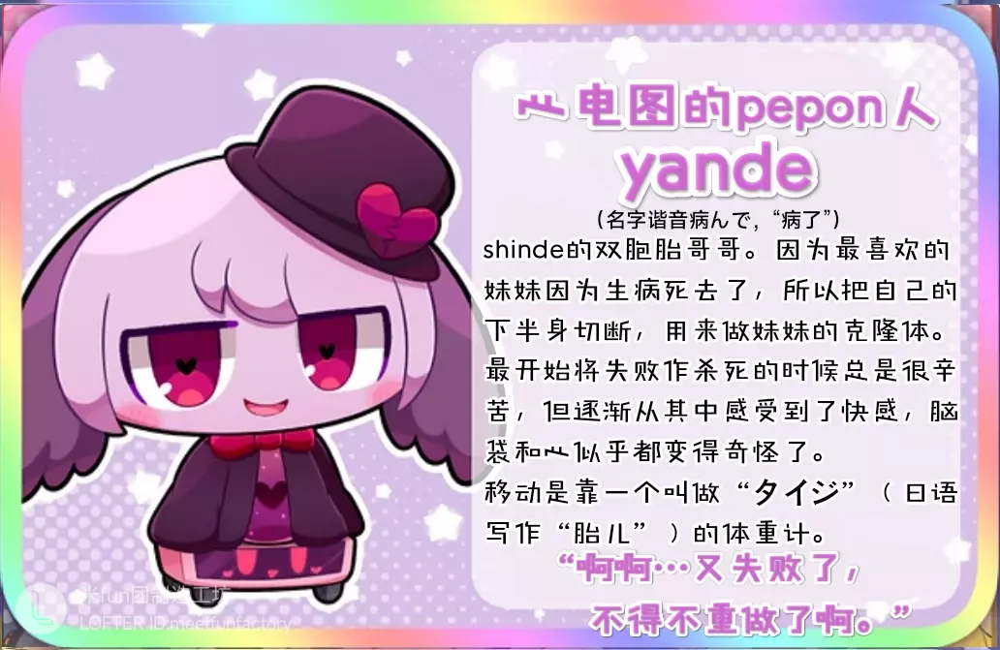 心电图的pepon人
yande
（名字谐音病んで，“病了”）
shinde的双胞胎哥哥。因为最喜欢的
妹妹因为生病死去了，所以把自己的
下半身切断，用来做妹妹的克隆体。
最开始将失败作杀死的时候总是很辛
苦，但逐渐从其中感受到了快感，脑
袋和心似乎都变得奇怪了。
移动是靠一个叫做“タイジ”（日语
写作“胎儿”）的体重计。
“啊啊…又失败了，
不得不重做了啊。”
米fun团制造工坊
LOFTER ID:meetfunfactory